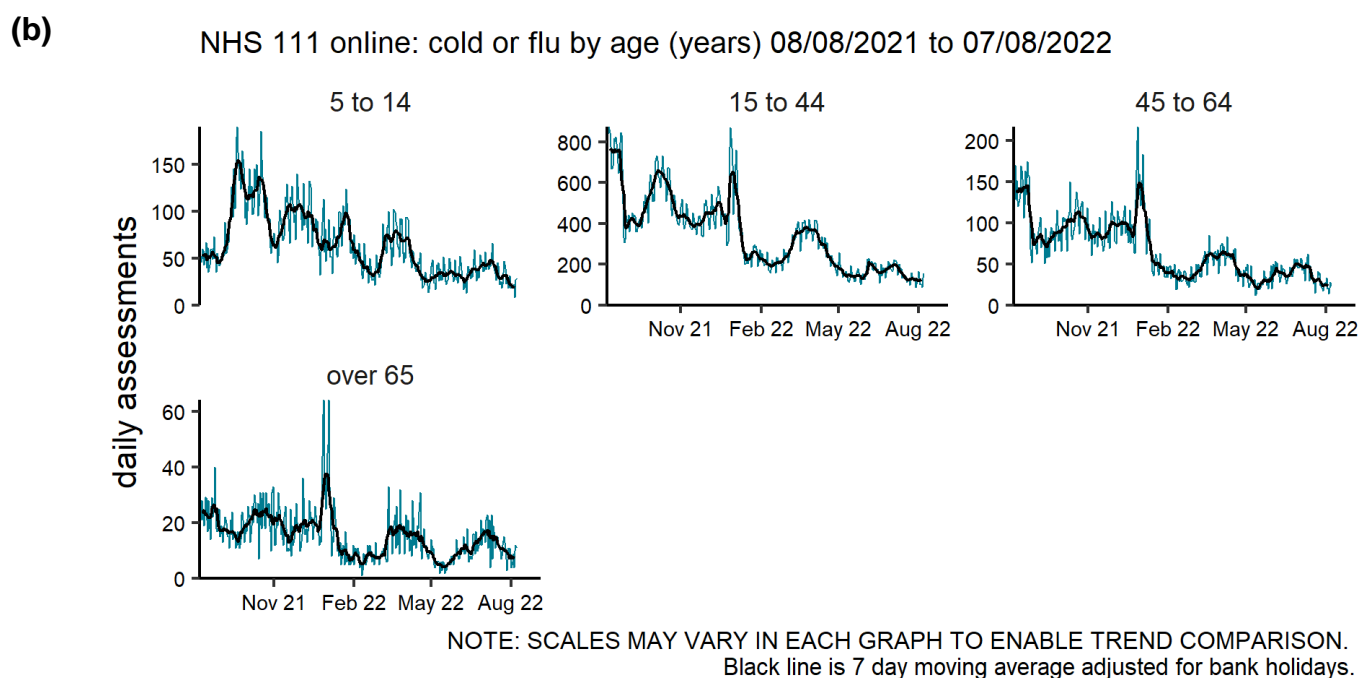 (b)
NHS 111 online: cold or flu by age (years) 08/08/2021 to 07/08/2022
5 to 14
15 to 44
45 to 64
150
100
50
0
800
600
400
200
0
Nov 21 Feb 22 May 22 Aug 22
200
150
100
50
0
Nov 21 Feb 22 May 22 Aug 22
daily assessments
over 65
60
40
20
0
Nov 21 Feb 22 May 22 Aug 22
NOTE: SCALES MAY VARY IN EACH GRAPH TO ENABLE TREND COMPARISON.
Black line is 7 day moving average adjusted for bank holidays.